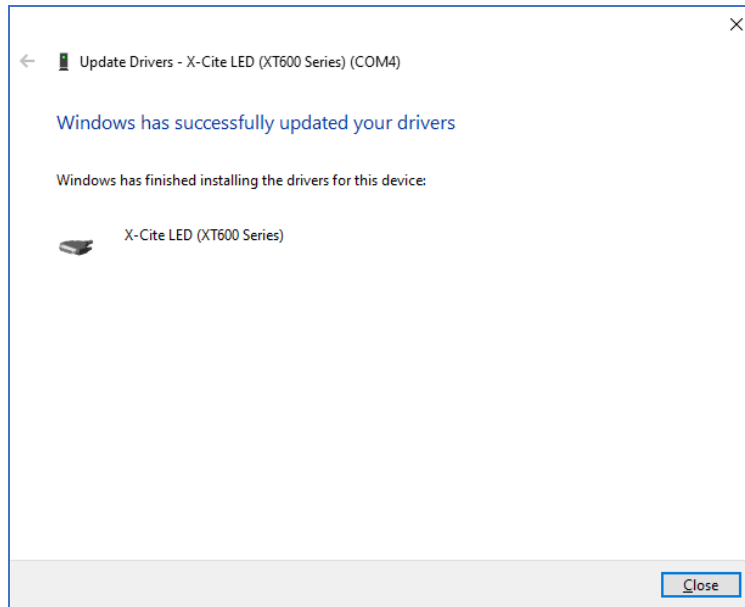 Update Drivers - X-Cite LED (XT600 Series) (COM4)
Windows has successfully updated your drivers
Windows has finished installing the drivers for this device:
X-Cite LED (XT600 Series)
Close